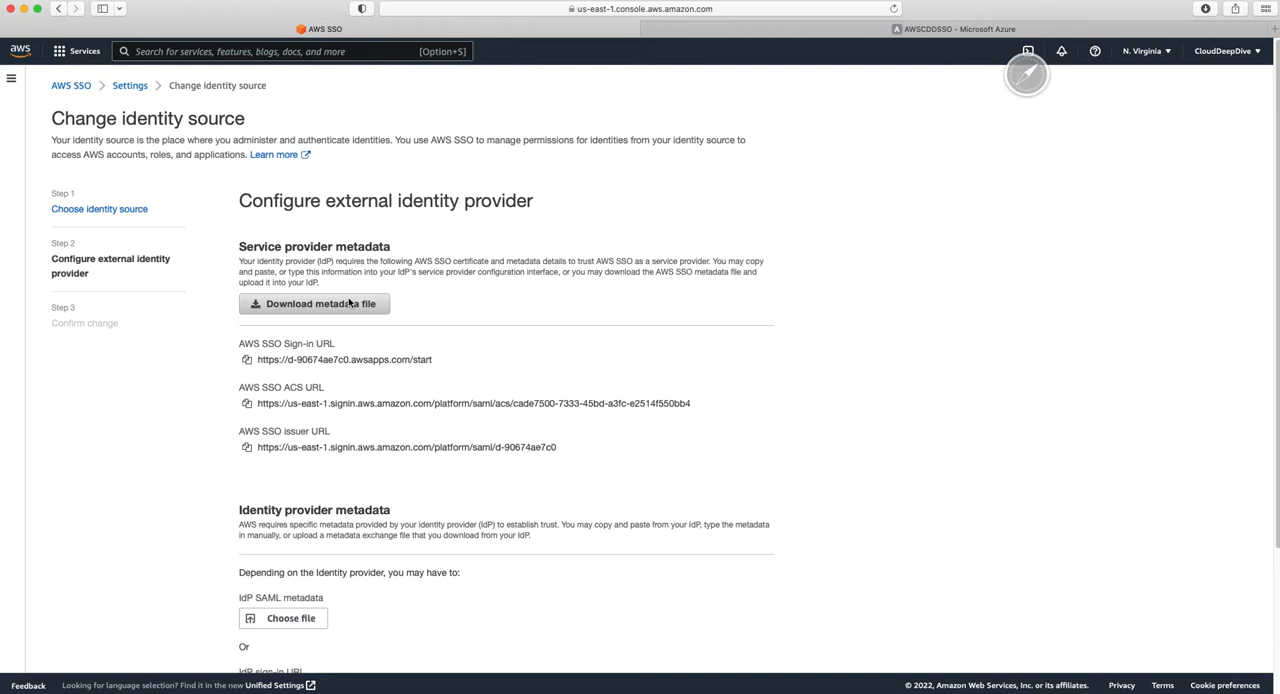 us-east-1.console.aws.amazon.com
AWS SSO
AWSCDDSSO - Microsoft Azure
aws
Services
Search for services, features, blogs, docs, and more
[Option+S]
N. Virginia
CloudDeepDive
AWS SSO > Settings > Change identity source
Change identity source
Your identity source is the place where you administer and authenticate identities. You use AWS SSO to manage permissions for identities from your identity source to
access AWS accounts, roles, and applications. Learn more
Step 1
Choose identity source
Step 2
Configure external identity
provider
Step 3
Confirm change
Configure external identity provider
Service provider metadata
Your identity provider (IdP) requires the following AWS SSO certificate and metadata details to trust AWS SSO as a service provider. You may copy
and paste, or type this information into your IdP's service provider configuration interface, or you may download the AWS SSO metadata file and
upload it into your IdP.
Download metadata file
AWS SSO Sign-in URL
https://d-90674ae7c0.awsapps.com/start
AWS SSO ACS URL
https://us-east-1.signin.aws.amazon.com/platform/saml/acs/cade7500-7333-45bd-a3fc-e2514f550bb4
AWS SSO issuer URL
https://us-east-1.signin.aws.amazon.com/platform/saml/d-90674ae7c0
Identity provider metadata
AWS requires specific metadata provided by your identity provider (IdP) to establish trust. You may copy and paste from your IdP, type the metadata
in manually, or upload a metadata exchange file that you download from your IdP.
Depending on the Identity provider, you may have to:
IdP SAML metadata
Choose file
Or
IdP sign-in URL
Feedback
Looking for language selection? Find it in the new Unified Settings
© 2022, Amazon Web Services, Inc. or its affiliates.
Privacy
Terms
Cookie preferences